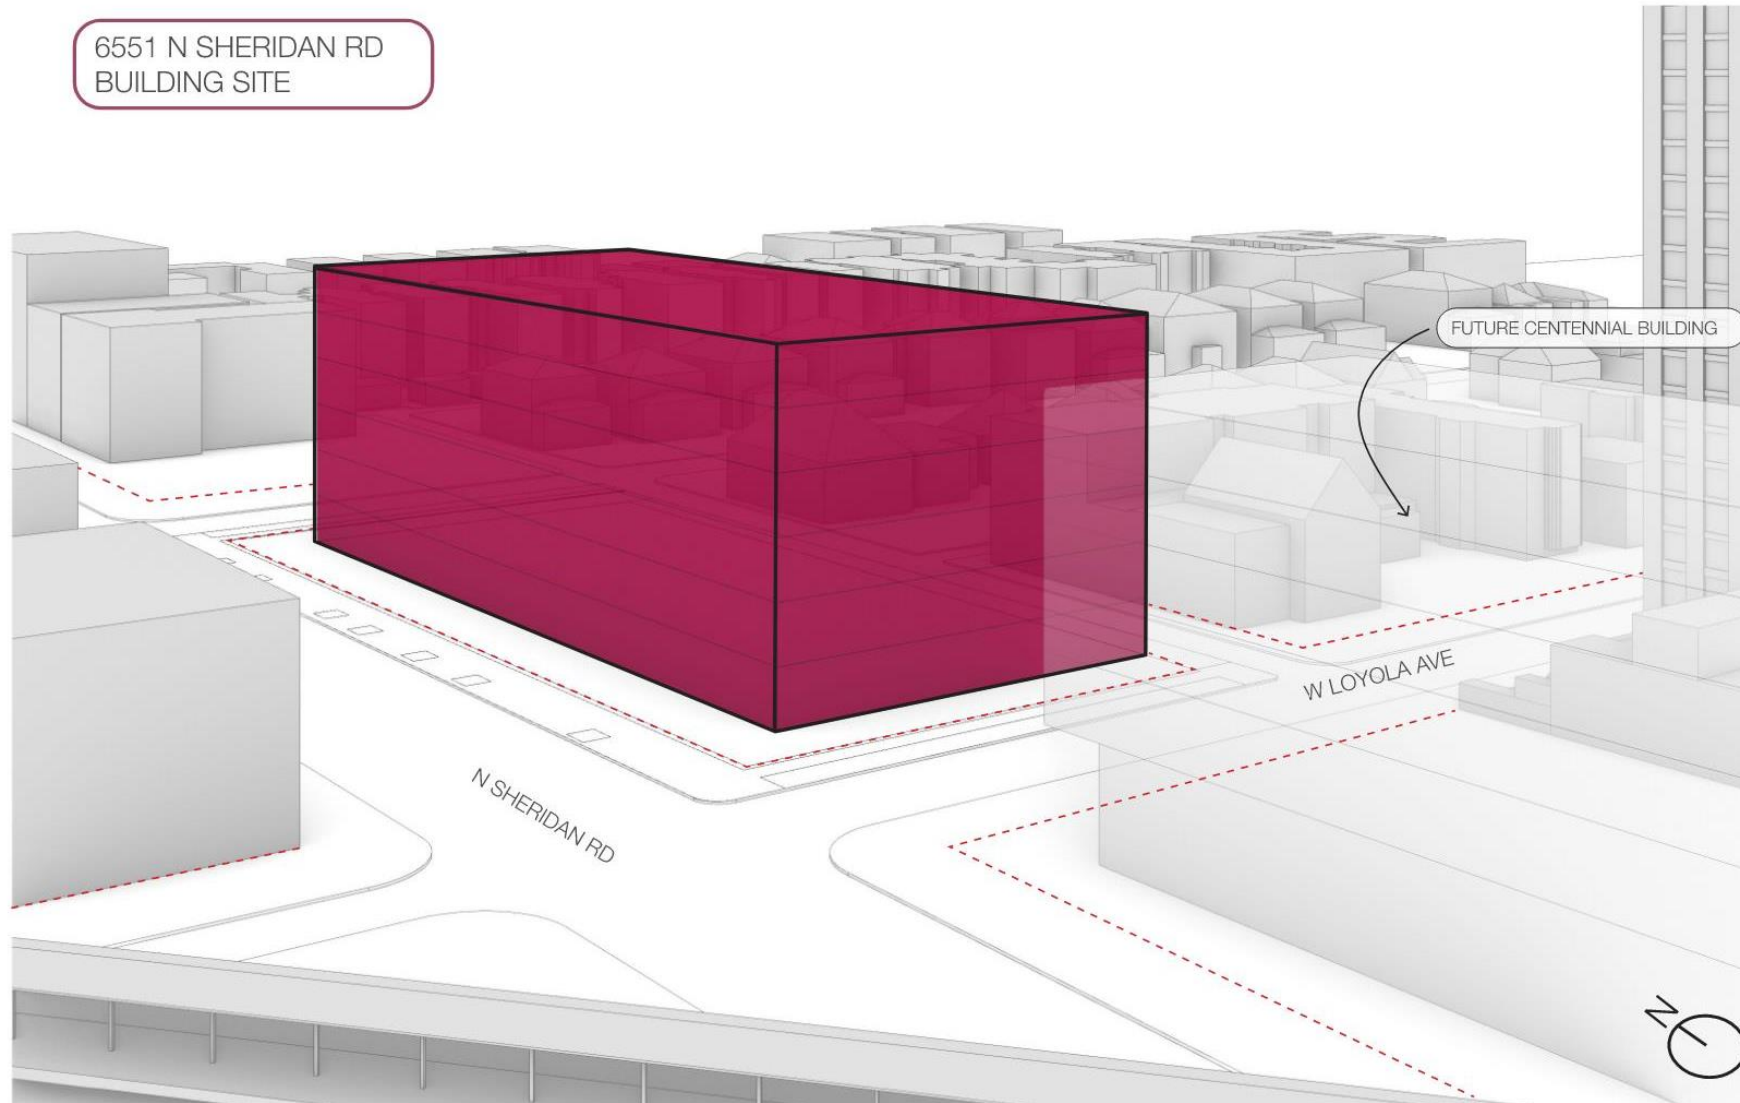 6551 N SHERIDAN RD
BUILDING SITE
FUTURE CENTENNIAL BUILDING
W LOYOLA AVE
N SHERIDAN RD
N